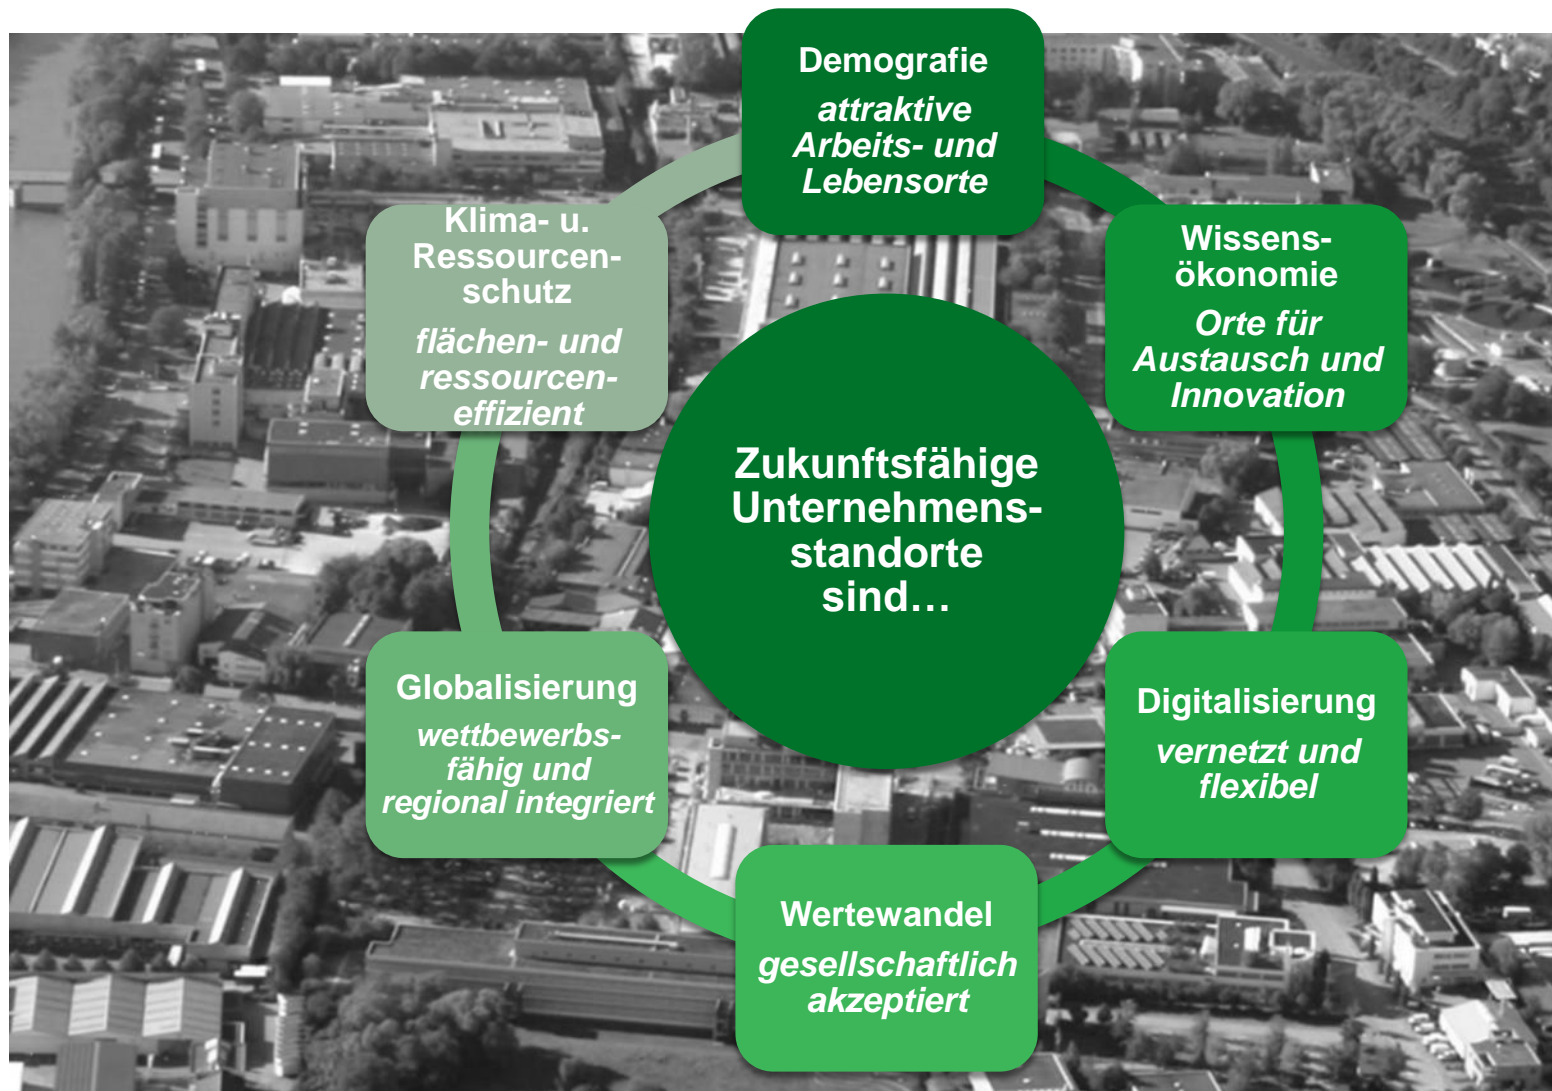 Demografie
attraktive
Arbeits- und
Lebensorte
Wissens-
ökonomie
Orte für
Austausch und
Innovation
Digitalisierung
vernetzt und
flexibel
Wertewandel
gesellschaftlich
akzeptiert
Globalisierung
wettbewerbs-
fähig und
regional integriert
Klima- u.
Ressourcen-
schutz
flächen- und
ressourcen-
effizient
Zukunftsfähige
Unternehmens-
standorte
sind…